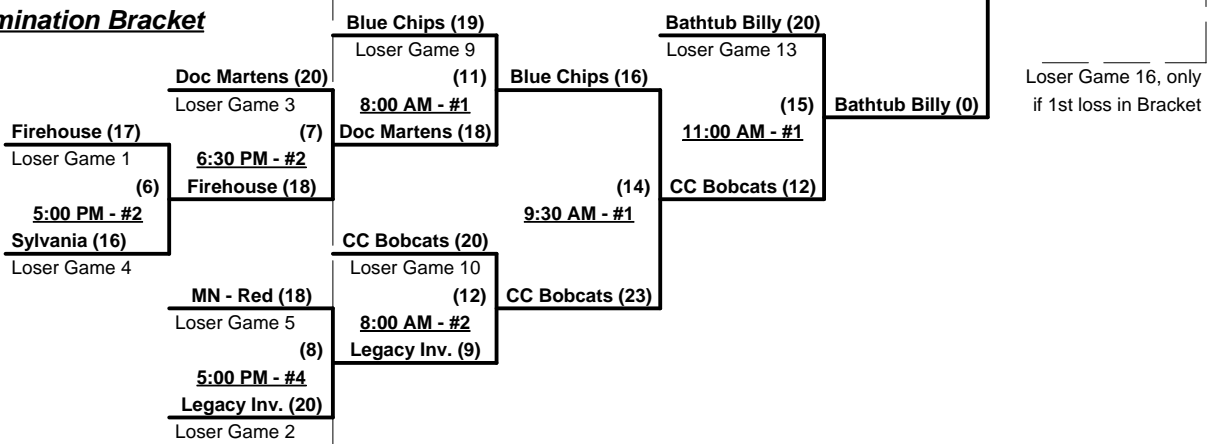 mination Bracket
Blue Chips (19)
Loser Game 9
Bathtub Billy (20)
Loser Game 13
Doc Martens (20)
Loser Game 3
(11)
8:00 AM - #1
Blue Chips (16)
Loser Game 16, only
if 1st loss in Bracket
Firehouse (17)
Loser Game 1
(7)
6:30 PM - #2
Doc Martens (18)
(15)
11:00 AM - #1
Bathtub Billy (0)
(6)
5:00 PM - #2
Firehouse (18)
(14)
9:30 AM - #1
CC Bobcats (12)
Sylvania (16)
Loser Game 4
CC Bobcats (20)
Loser Game 10
MN - Red (18)
Loser Game 5
(12)
8:00 AM - #2
CC Bobcats (23)
(8)
5:00 PM - #4
Legacy Inv. (9)
Legacy Inv. (20)
Loser Game 2